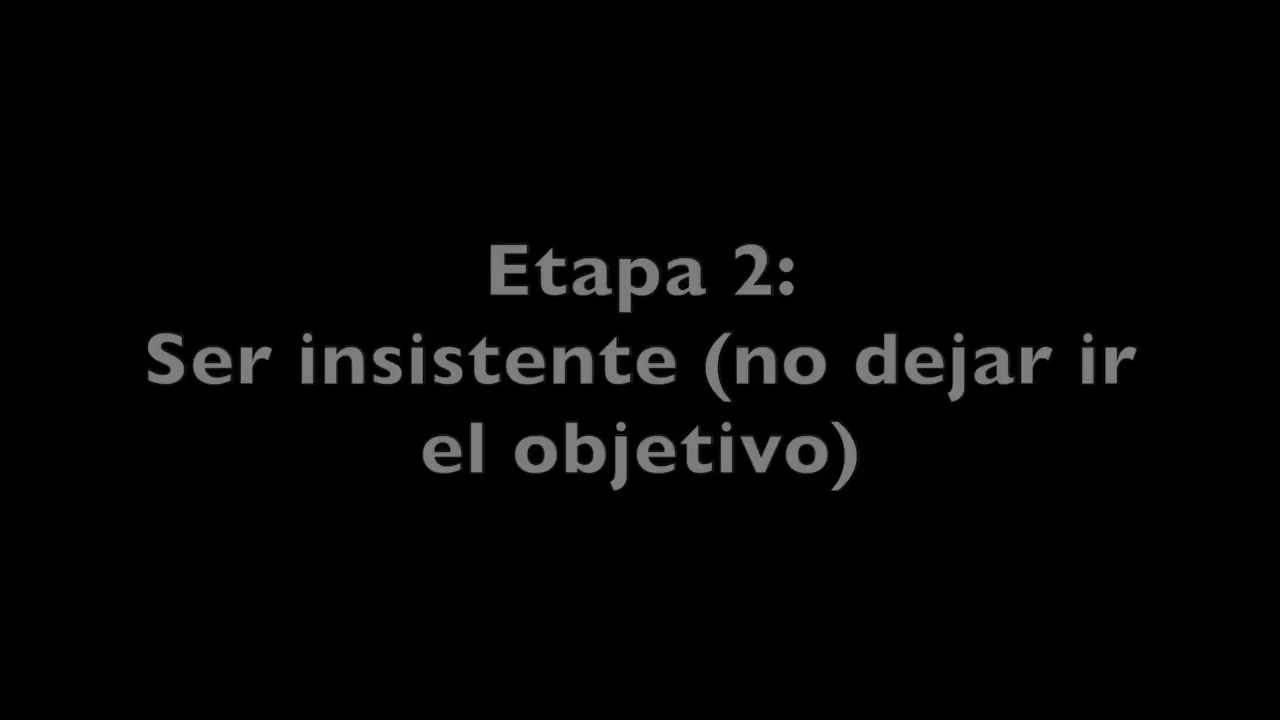 Etapa 2:
Ser insistente (no dejar ir
el objetivo)